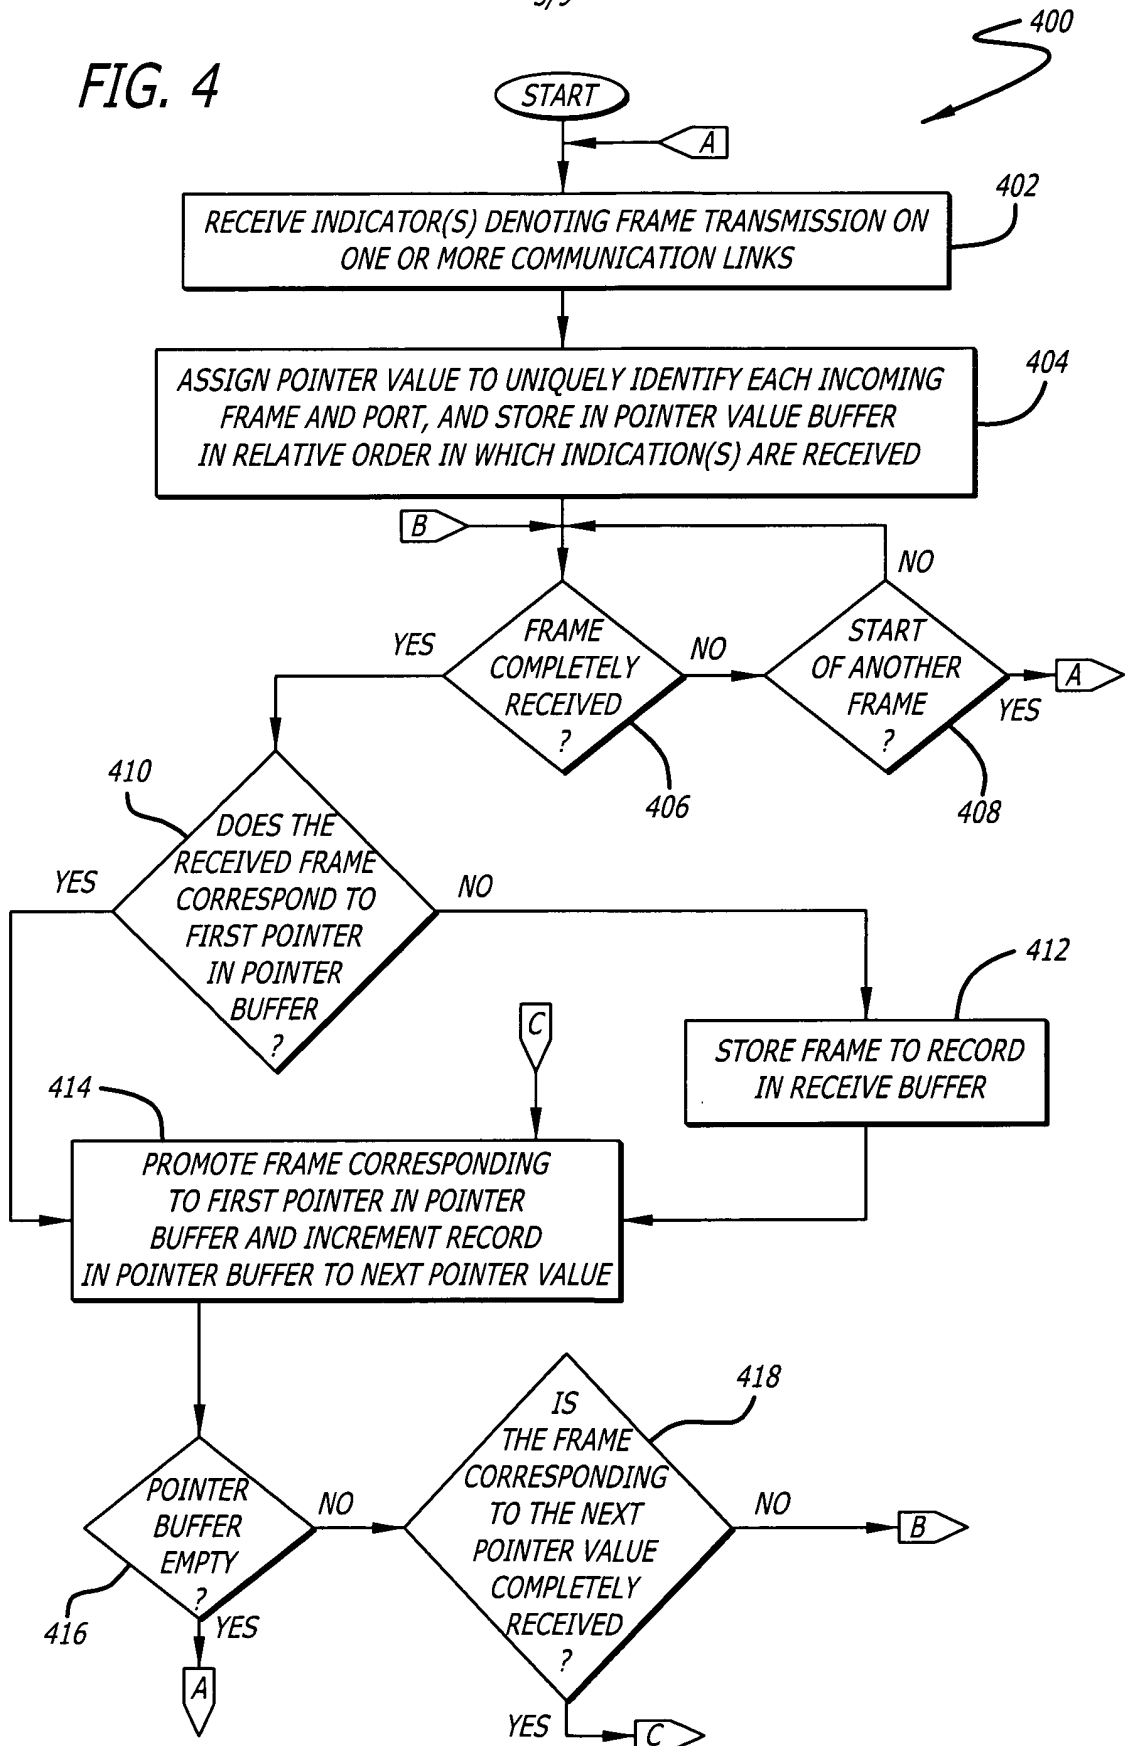 3/9
400
FIG. 4
START
A
402
RECEIVE INDICATOR(S) DENOTING FRAME TRANSMISSION ON
ONE OR MORE COMMUNICATION LINKS
404
ASSIGN POINTER VALUE TO UNIQUELY IDENTIFY EACH INCOMING
FRAME AND PORT, AND STORE IN POINTER VALUE BUFFER
IN RELATIVE ORDER IN WHICH INDICATION(S) ARE RECEIVED
B
NO
YES
FRAME
COMPLETELY
RECEIVED
?
NO
START
OF ANOTHER
FRAME
?
A
YES
406
408
410
DOES THE
RECEIVED FRAME
CORRESPOND TO
FIRST POINTER
IN POINTER
BUFFER
?
YES
NO
412
C
STORE FRAME TO RECORD
IN RECEIVE BUFFER
414
PROMOTE FRAME CORRESPONDING
TO FIRST POINTER IN POINTER
BUFFER AND INCREMENT RECORD
IN POINTER BUFFER TO NEXT POINTER VALUE
418
IS
THE FRAME
CORRESPONDING
TO THE NEXT
POINTER VALUE
COMPLETELY
RECEIVED
?
POINTER
BUFFER
EMPTY
?
NO
NO
B
416
YES
A
YES
C